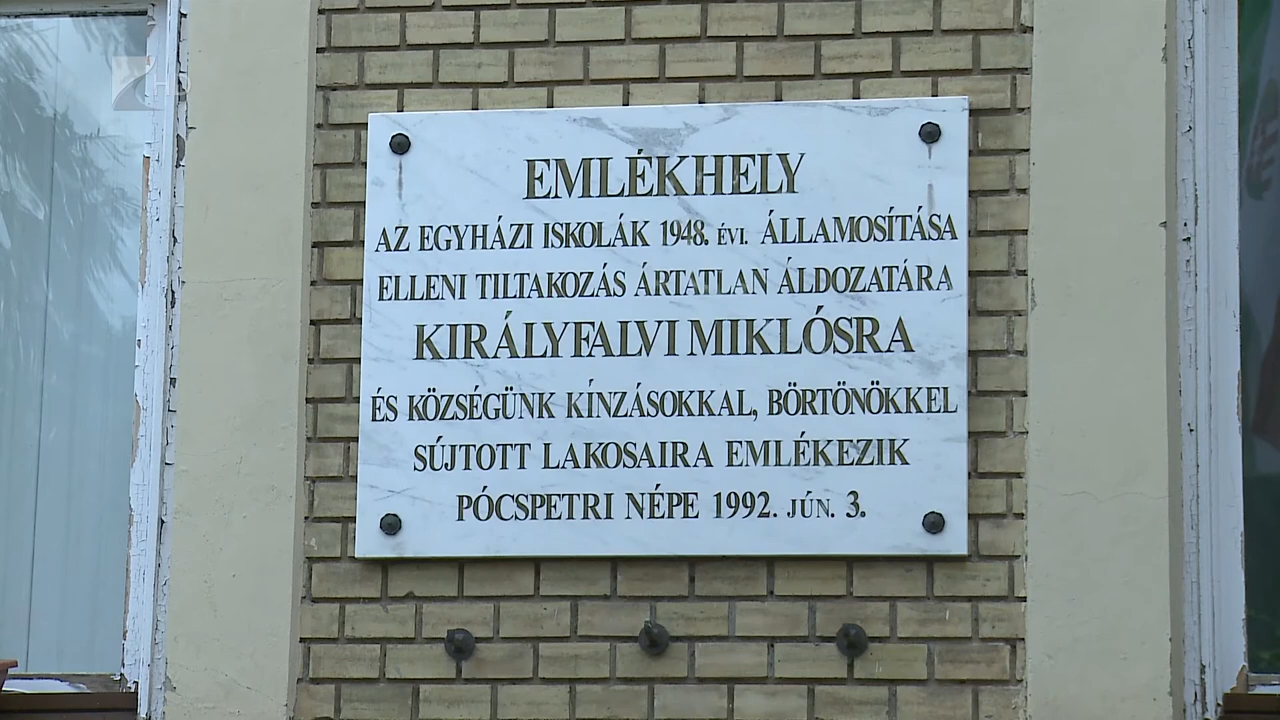 EMLÉKHELY
AZ EGYHÁZI ISKOLÁK 1948. ÉVI. ÁLLAMOSÍTÁSA
ELLENI TILTAKOZÁS ÁRTATLAN ÁLDOZATÁRA
KIRÁLYFALVI MIKLÓSRA
ÉS KÖZSÉGÜNK KÍNZÁSOKKAL, BÖRTÖNÖKKEL
SÚJTOTT LAKOSAIRA EMLÉKEZIK
PÓCSPETRI NÉPE 1992. JÚN. 3.